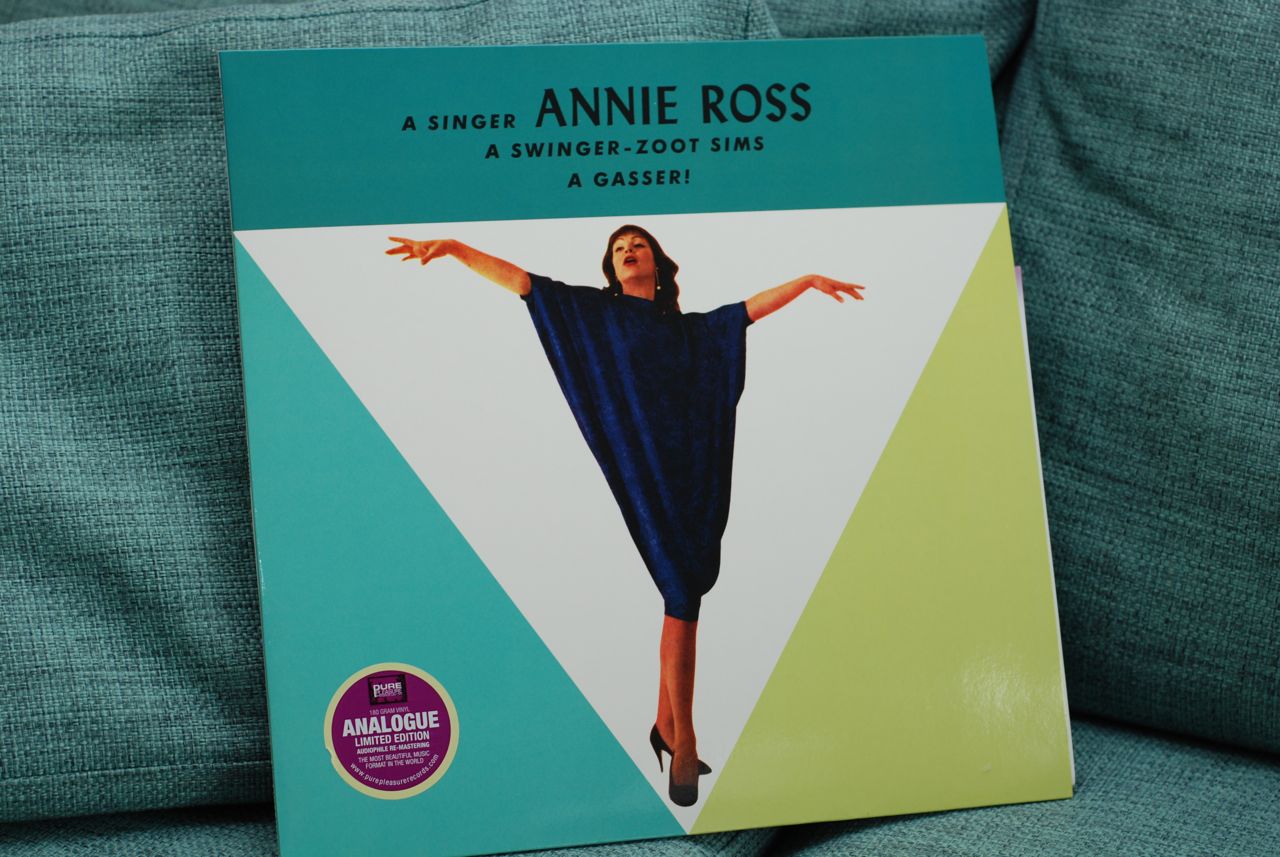 A SINGER ANNIE ROSS
A SWINGER-ZOOT SIMS
A GASSER!
PURE
PLEASURE
180 GRAM VINYL
ANALOGUE
LIMITED EDITION
AUDIOPHILE RE-MASTERING
THE MOST BEAUTIFUL MUSIC
FORMAT IN THE WORLD
www.purepleasurerecords.com